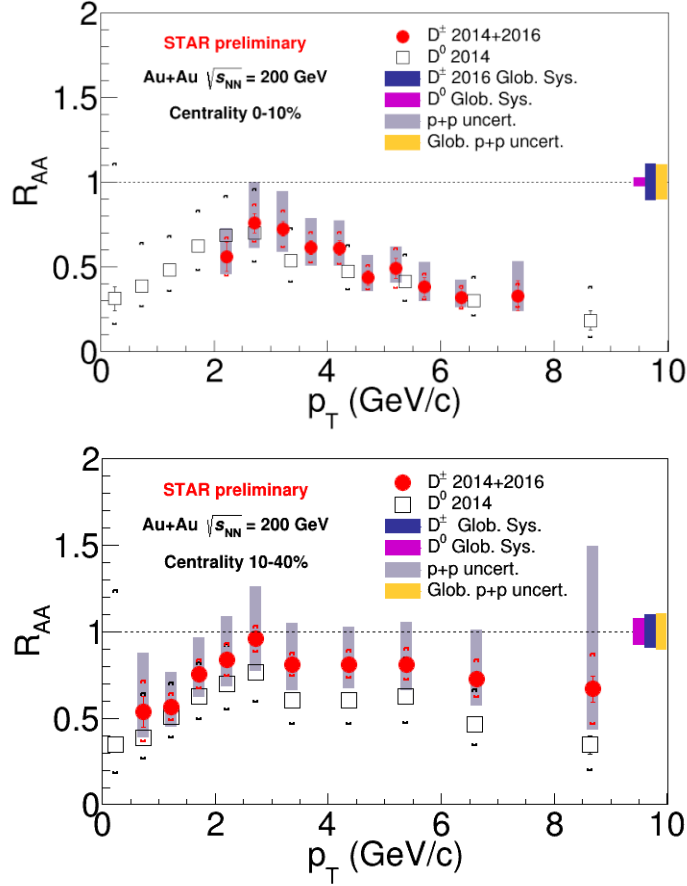 2
STAR preliminary
D± 2014+2016
D⁰ 2014
Au+Au √sNN = 200 GeV
D± 2016 Glob. Sys.
1.5
D⁰ Glob. Sys.
Centrality 0-10%
p+p uncert.
Glob. p+p uncert.
RAA
1
0.5
0
0 2 4 6 8 10
pT (GeV/c)
2
STAR preliminary
D± 2014+2016
D⁰ 2014
Au+Au √sNN = 200 GeV
D± Glob. Sys.
1.5
D⁰ Glob. Sys.
Centrality 10-40%
p+p uncert.
Glob. p+p uncert.
RAA
1
0.5
0
0 2 4 6 8 10
pT (GeV/c)